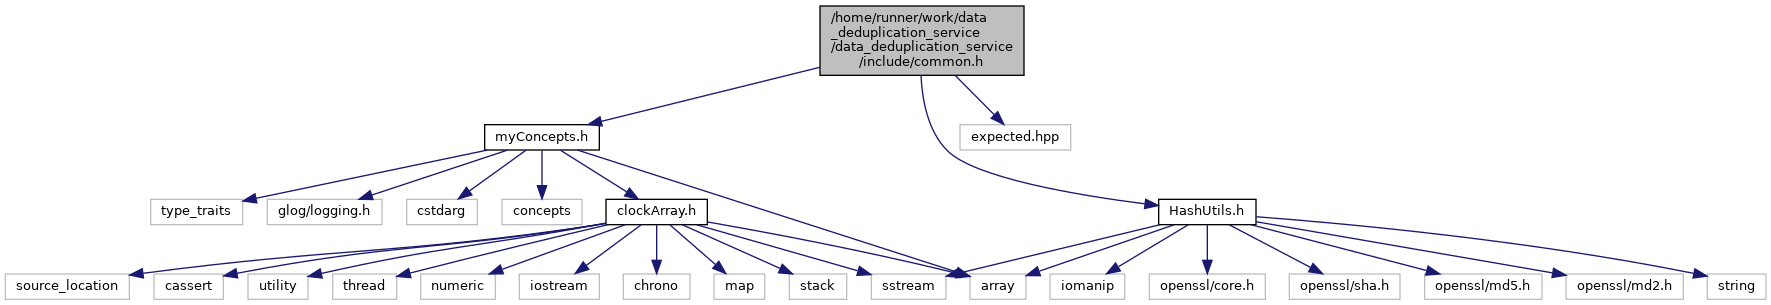 /home/runner/work/data
_deduplication_service
/data_deduplication_service
/include/common.h
myConcepts.h
expected.hpp
type_traits
glog/logging.h
cstdarg
concepts
clockArray.h
HashUtils.h
source_location
cassert
utility
thread
numeric
iostream
chrono
map
stack
sstream
array
iomanip
openssl/core.h
openssl/sha.h
openssl/md5.h
openssl/md2.h
string